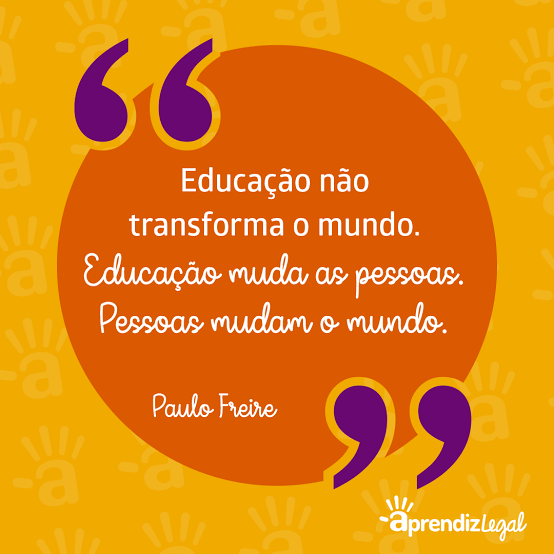 Educação não
transforma o mundo.
Educação muda as pessoas.
Pessoas mudam o mundo.
Paulo Freire
aprendizLegal